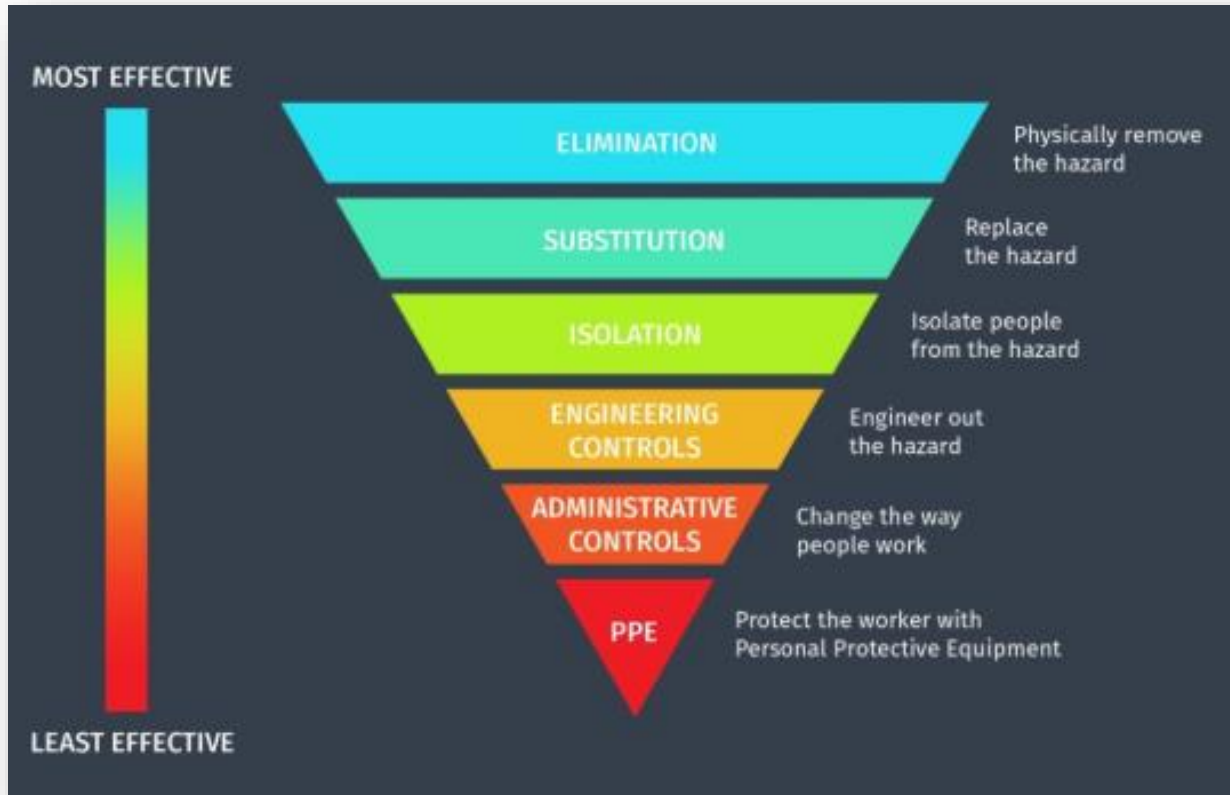 MOST EFFECTIVE
ELIMINATION
Physically remove
the hazard
SUBSTITUTION
Replace
the hazard
ISOLATION
Isolate people
from the hazard
ENGINEERING
CONTROLS
Engineer out
the hazard
ADMINISTRATIVE
CONTROLS
Change the way
people work
PPE
Protect the worker with
Personal Protective Equipment
LEAST EFFECTIVE